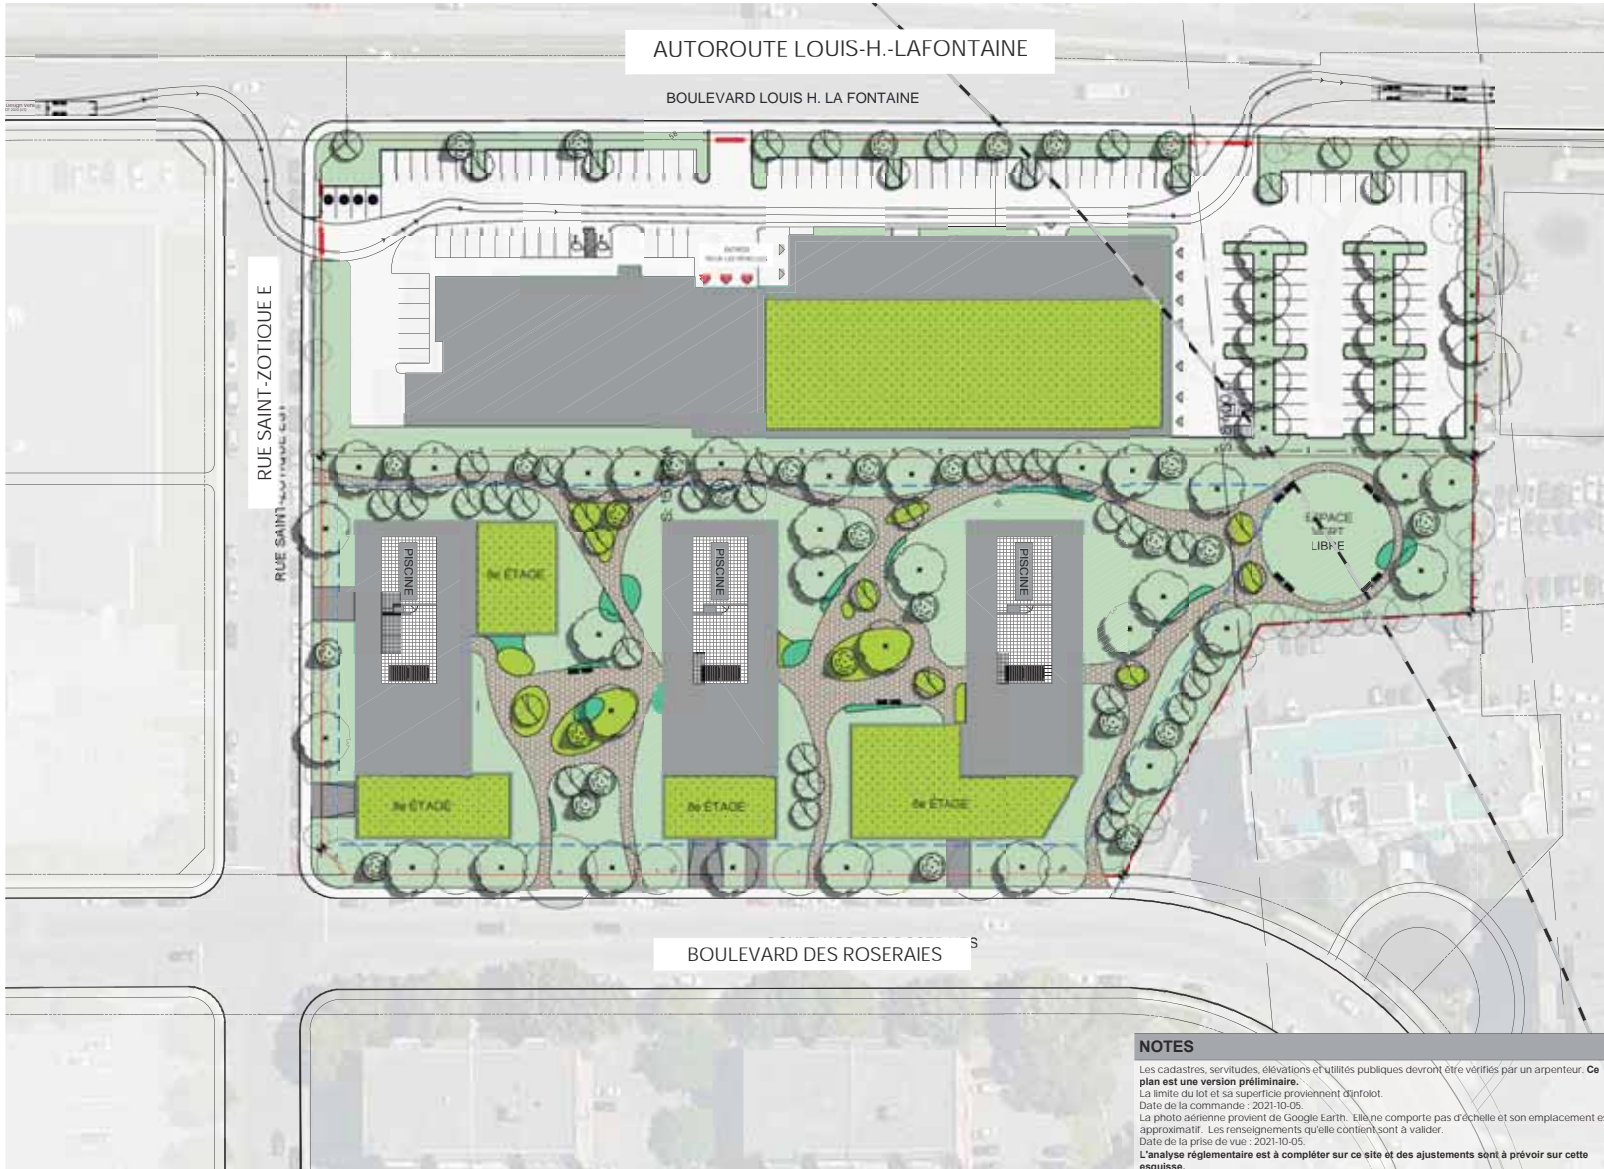 AUTOROUTE LOUIS-H.-LAFONTAINE
BOULEVARD LOUIS H. LA FONTAINE
RUE SAINT-ZOTIQUE E
RUE SAINT-ZOTIQUE EST
ESPACE
VERT
LIBRE
PISCINE
PISCINE
PISCINE
8e ÉTAGE
8e ÉTAGE
8e ÉTAGE
8e ÉTAGE
BOULEVARD DES ROSERAIES
NOTES
Les cadastres, servitudes, élévations et utilités publiques devront être vérifiés par un arpenteur. Ce
plan est une version préliminaire.
La limite du lot et sa superficie proviennent d'infolot.
Date de la commande : 2021-10-05.
La photo aérienne provient de Google Earth. Elle ne comporte pas d'échelle et son emplacement es
approximatif. Les renseignements qu'elle contient sont à valider.
Date de la prise de vue : 2021-10-05.
L'analyse réglementaire est à compléter sur ce site et des ajustements sont à prévoir sur cette
esquisse.